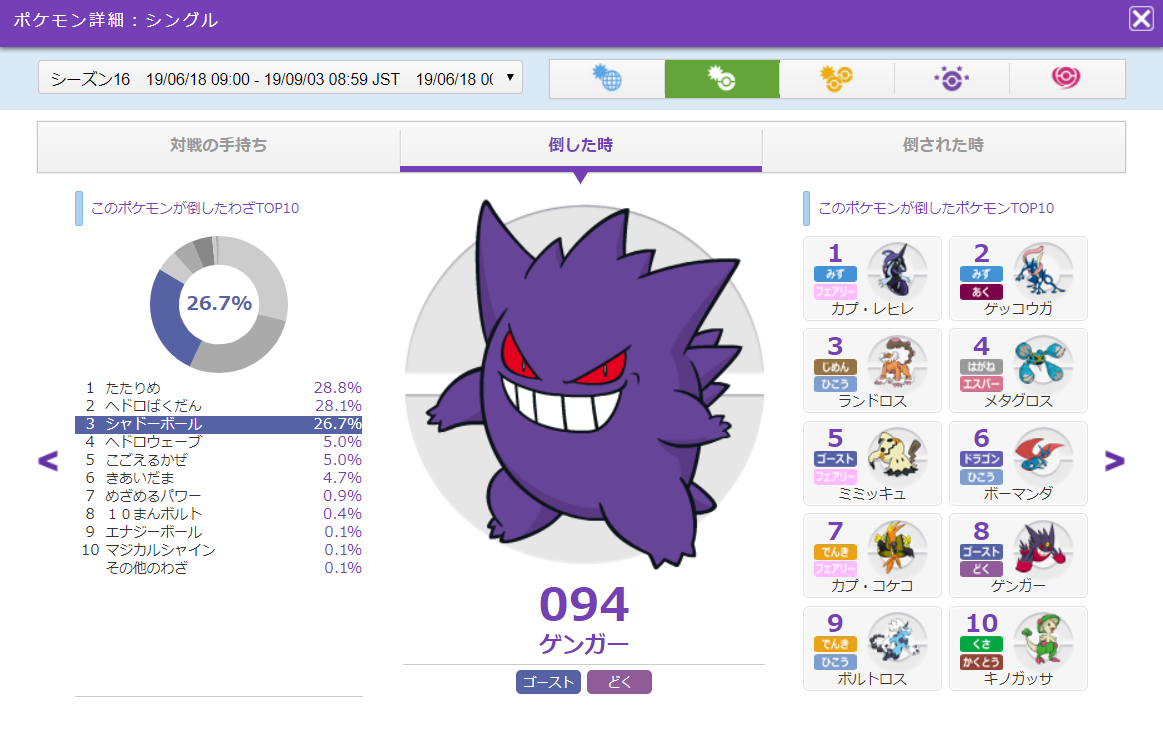 ポケモン詳細：シングル
シーズン16 19/06/18 09:00 - 19/09/03 08:59 JST 19/06/18 0
対戦の手持ち
倒した時
倒された時
このポケモンが倒したわざTOP10
26.7%
1 たたりめ 28.8%
2 ヘドロばくだん 28.1%
3 シャドーボール 26.7%
4 ヘドロウェーブ 5.0%
5 こごえるかぜ 5.0%
6 きあいだま 4.7%
7 めざめるパワー 0.9%
8 １０まんボルト 0.4%
9 エナジーボール 0.1%
10 マジカルシャイン 0.1%
その他のわざ 0.1%
<
094
ゲンガー
ゴースト どく
このポケモンが倒したポケモンTOP10
1
みず
フェアリー
カプ・レヒレ
2
みず
あく
ゲッコウガ
3
じめん
ひこう
ランドロス
4
はがね
エスパー
メタグロス
5
ゴースト
フェアリー
ミミッキュ
6
ドラゴン
ひこう
ボーマンダ
7
でんき
フェアリー
カプ・コケコ
8
ゴースト
どく
ゲンガー
9
でんき
ひこう
ボルトロス
10
くさ
かくとう
キノガッサ
>